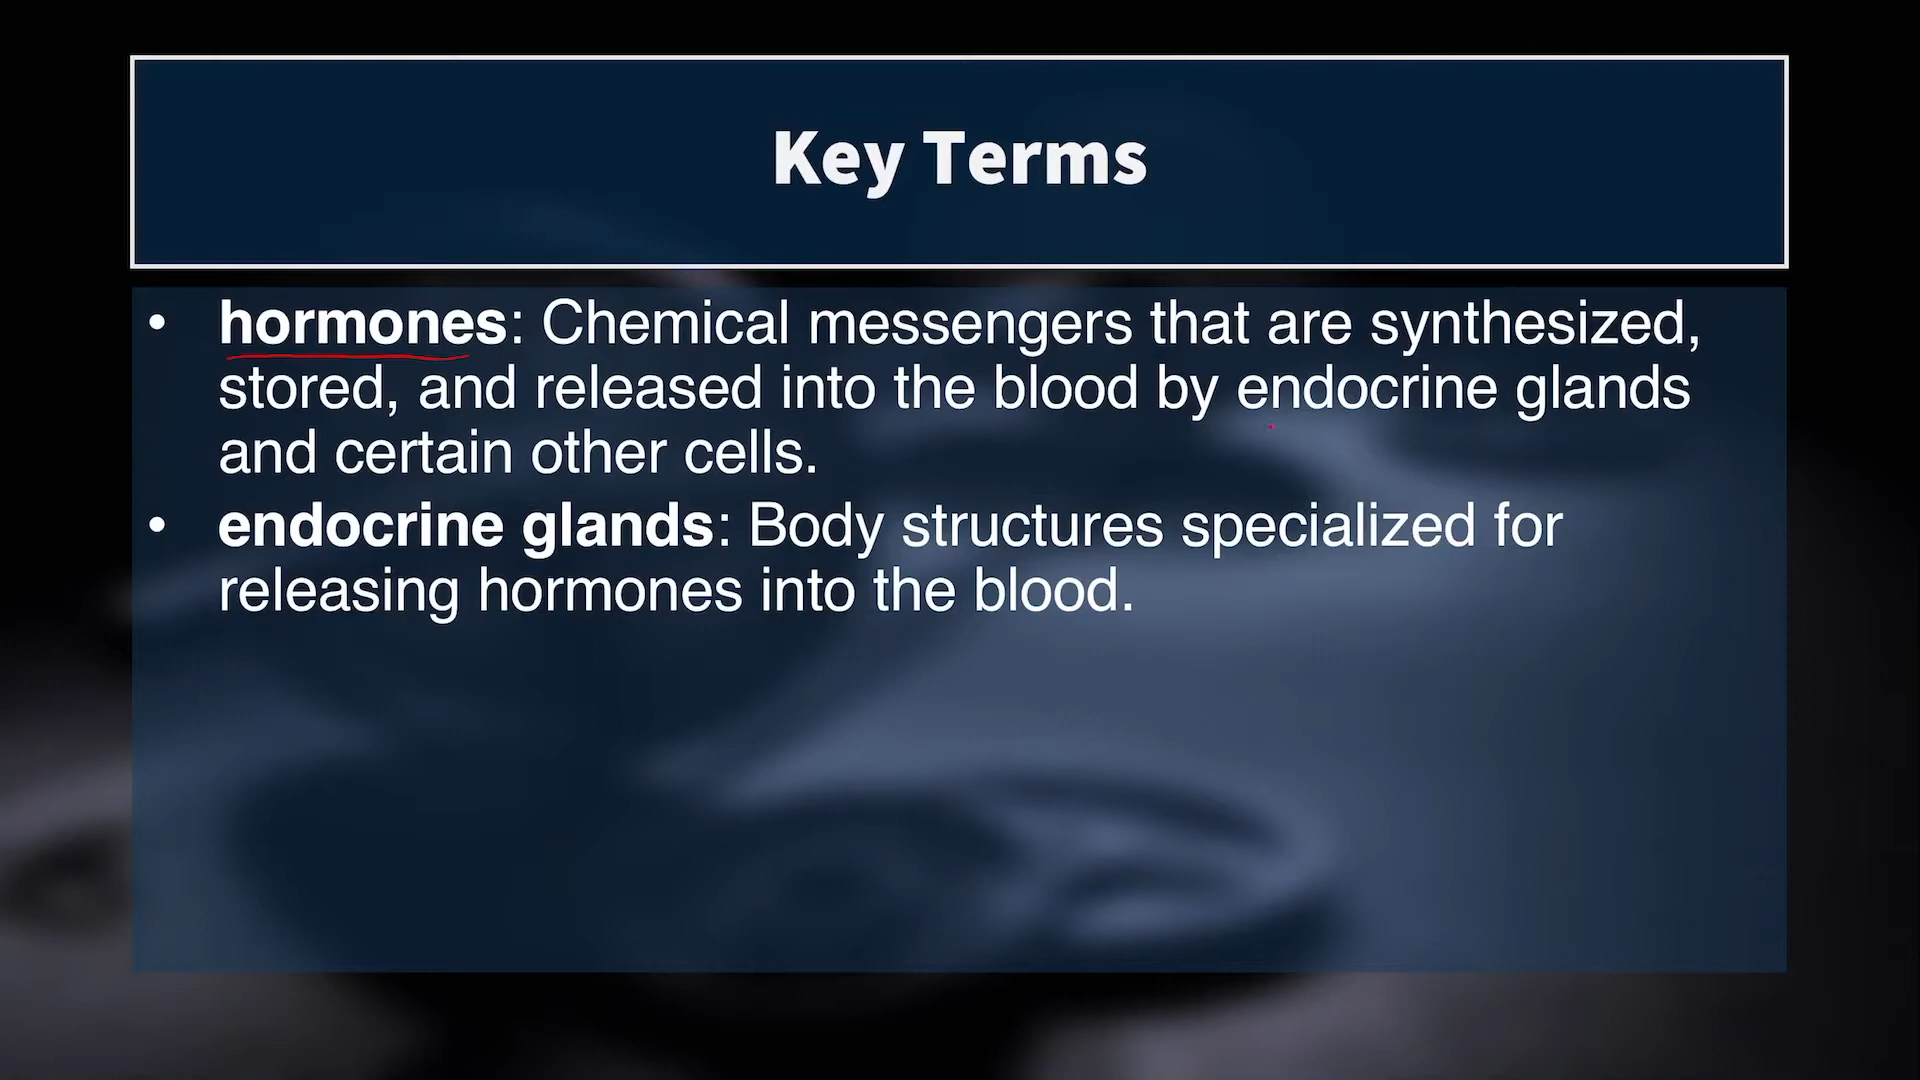 Key Terms
• hormones: Chemical messengers that are synthesized,
stored, and released into the blood by endocrine glands
and certain other cells.
• endocrine glands: Body structures specialized for
releasing hormones into the blood.